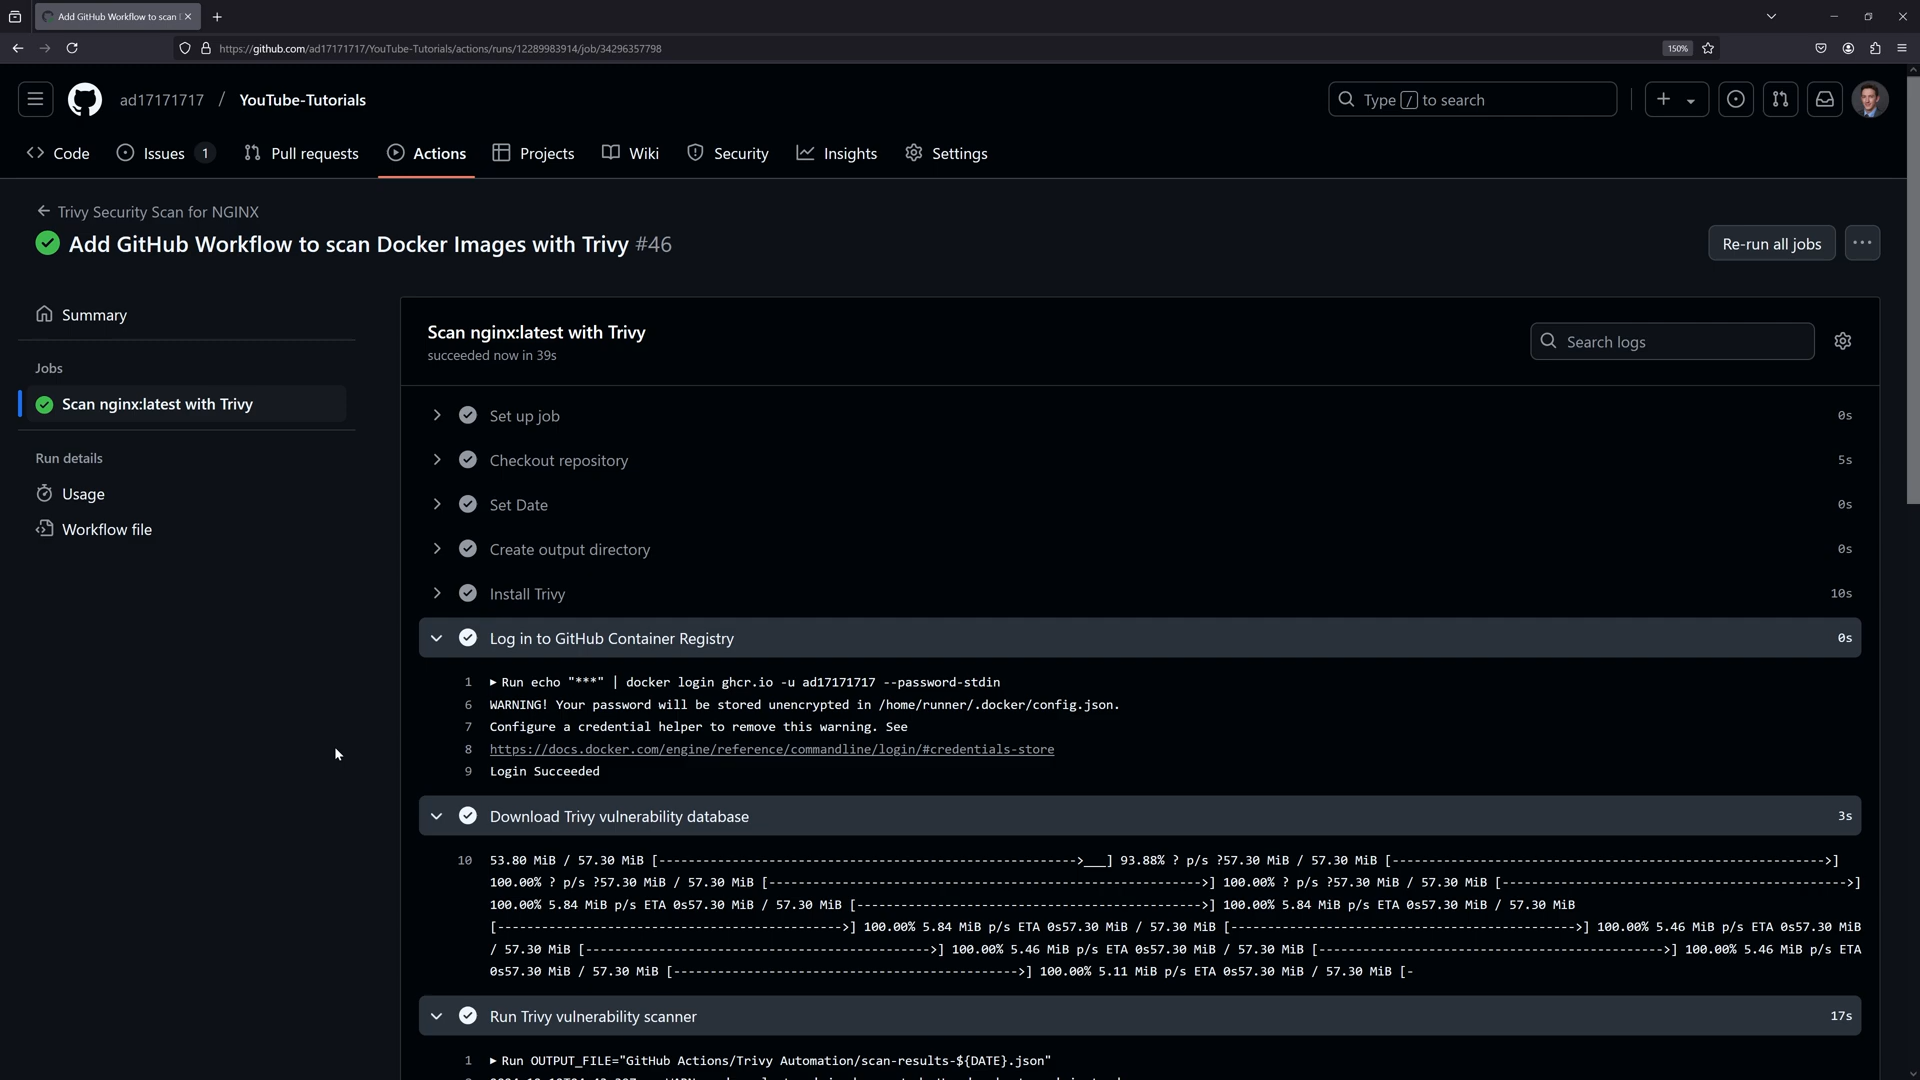 Add GitHub Workflow to scan
https://github.com/ad17171717/YouTube-Tutorials/actions/runs/12289983914/job/34296357798
150%
ad17171717 / YouTube-Tutorials
Type / to search
Code
Issues 1
Pull requests
Actions
Projects
Wiki
Security
Insights
Settings
Trivy Security Scan for NGINX
Add GitHub Workflow to scan Docker Images with Trivy #46
Re-run all jobs
Summary
Jobs
Scan nginx:latest with Trivy
Run details
Usage
Workflow file
Scan nginx:latest with Trivy
succeeded now in 39s
Search logs
Set up job 0s
Checkout repository 5s
Set Date 0s
Create output directory 0s
Install Trivy 10s
Log in to GitHub Container Registry 0s
1 ▶ Run echo "***" | docker login ghcr.io -u ad17171717 --password-stdin
6 WARNING! Your password will be stored unencrypted in /home/runner/.docker/config.json.
7 Configure a credential helper to remove this warning. See
8 https://docs.docker.com/engine/reference/commandline/login/#credentials-store
9 Login Succeeded
Download Trivy vulnerability database 3s
10 53.80 MiB / 57.30 MiB [---------------------------------------------------------->___] 93.88% ? p/s ?57.30 MiB / 57.30 MiB [----------------------------------------------------------->]
100.00% ? p/s ?57.30 MiB / 57.30 MiB [----------------------------------------------------------->] 100.00% ? p/s ?57.30 MiB / 57.30 MiB [----------------------------------------------->]
100.00% 5.84 MiB p/s ETA 0s57.30 MiB / 57.30 MiB [----------------------------------------------->] 100.00% 5.84 MiB p/s ETA 0s57.30 MiB / 57.30 MiB
[----------------------------------------------->] 100.00% 5.84 MiB p/s ETA 0s57.30 MiB / 57.30 MiB [----------------------------------------------->] 100.00% 5.46 MiB p/s ETA 0s57.30 MiB
/ 57.30 MiB [----------------------------------------------->] 100.00% 5.46 MiB p/s ETA 0s57.30 MiB / 57.30 MiB [----------------------------------------------->] 100.00% 5.46 MiB p/s ETA
0s57.30 MiB / 57.30 MiB [----------------------------------------------->] 100.00% 5.11 MiB p/s ETA 0s57.30 MiB / 57.30 MiB [-
Run Trivy vulnerability scanner 17s
1 ▶ Run OUTPUT_FILE="GitHub Actions/Trivy Automation/scan-results-${DATE}.json"